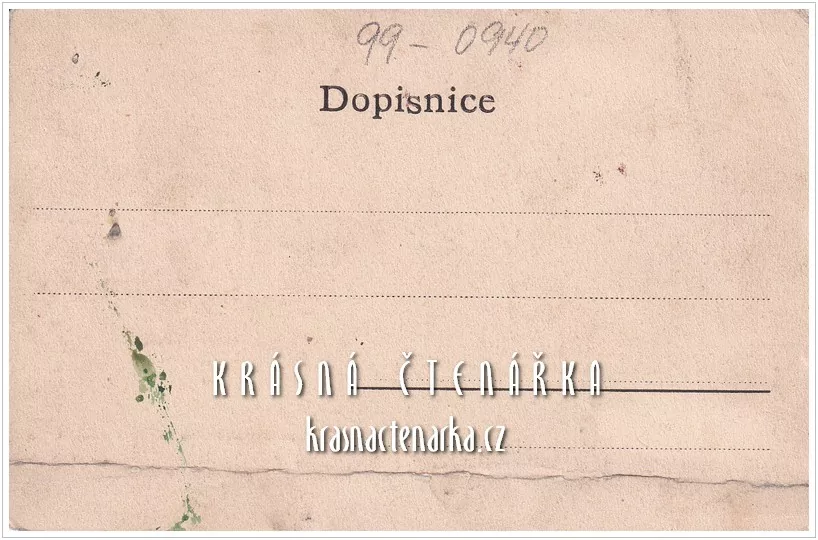 99 - 0940
Dopisnice
KRÁSNÁ ČTENÁŘKA
krasnactenarka.cz